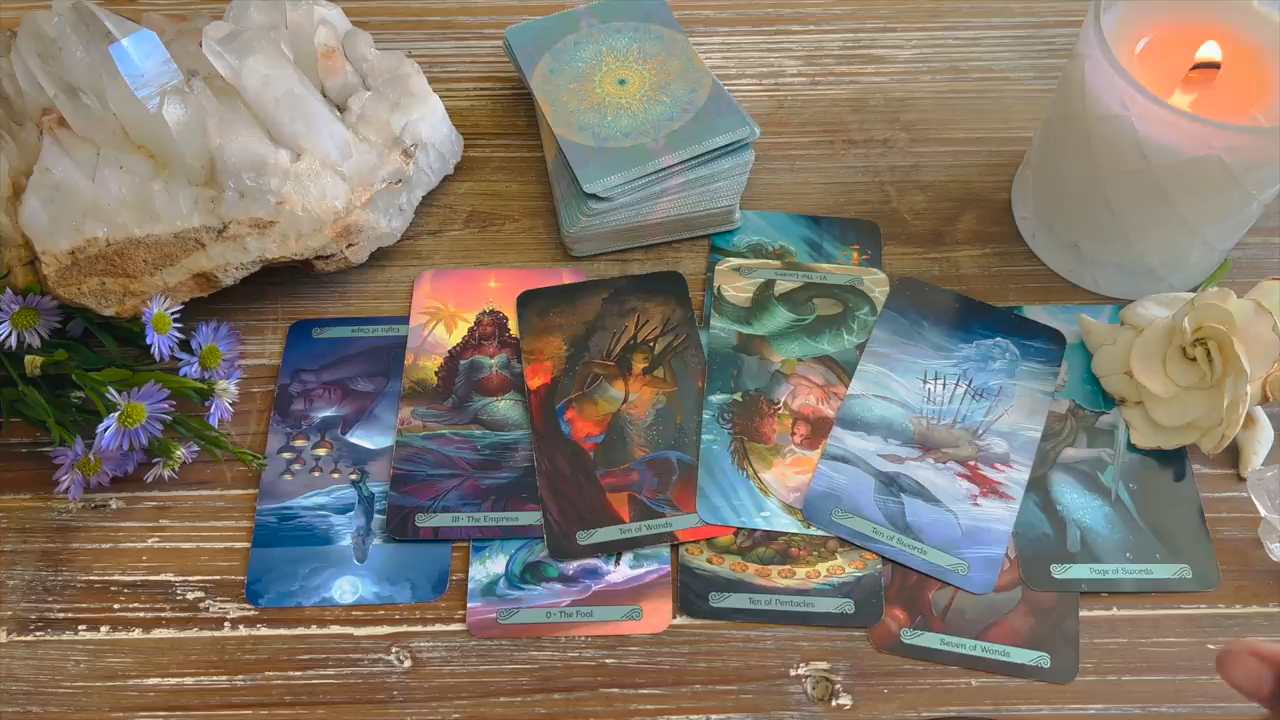 VI • The Lovers
Eight of Cups
III • The Empress
Ten of Wands
Ten of Swords
Page of Swords
0 • The Fool
Ten of Pentacles
Seven of Wands